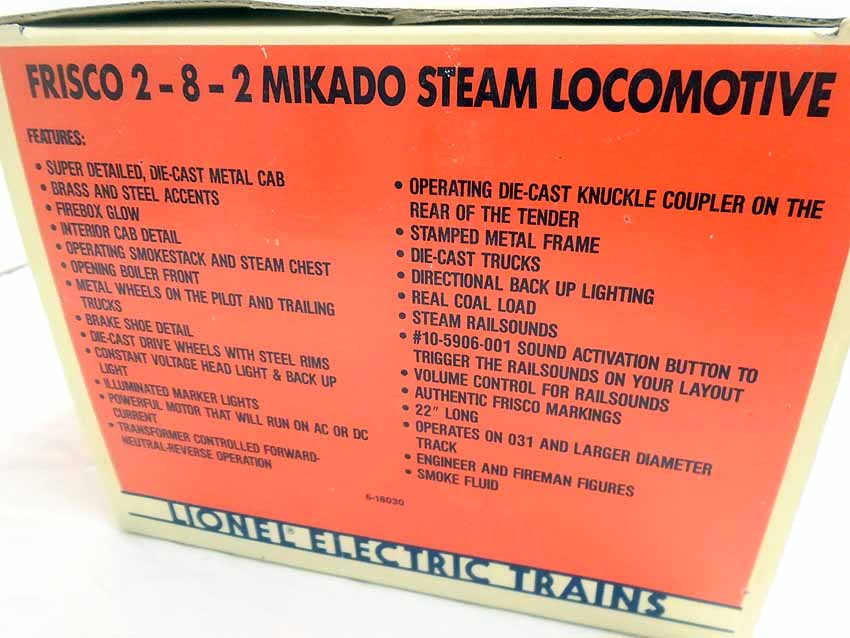 FRISCO 2-8-2 MIKADO STEAM LOCOMOTIVE
FEATURES:
• SUPER DETAILED, DIE-CAST METAL CAB
• BRASS AND STEEL ACCENTS
• FIREBOX GLOW
• INTERIOR CAB DETAIL
• OPERATING SMOKESTACK AND STEAM CHEST
• OPENING BOILER FRONT
• METAL WHEELS ON THE PILOT AND TRAILING
TRUCKS
• BRAKE SHOE DETAIL
• DIE-CAST DRIVE WHEELS WITH STEEL RIMS
• CONSTANT VOLTAGE HEAD LIGHT & BACK UP
LIGHT
• ILLUMINATED MARKER LIGHTS
• POWERFUL MOTOR THAT WILL RUN ON AC OR DC
CURRENT
• TRANSFORMER CONTROLLED FORWARD-
NEUTRAL-REVERSE OPERATION
• OPERATING DIE-CAST KNUCKLE COUPLER ON THE
REAR OF THE TENDER
• STAMPED METAL FRAME
• DIE-CAST TRUCKS
• DIRECTIONAL BACK UP LIGHTING
• REAL COAL LOAD
• STEAM RAILSOUNDS
• #10-5906-001 SOUND ACTIVATION BUTTON TO
TRIGGER THE RAILSOUNDS ON YOUR LAYOUT
• VOLUME CONTROL FOR RAILSOUNDS
• AUTHENTIC FRISCO MARKINGS
• 22" LONG
• OPERATES ON 031 AND LARGER DIAMETER
TRACK
• ENGINEER AND FIREMAN FIGURES
• SMOKE FLUID
6-18030
LIONEL® ELECTRIC TRAINS